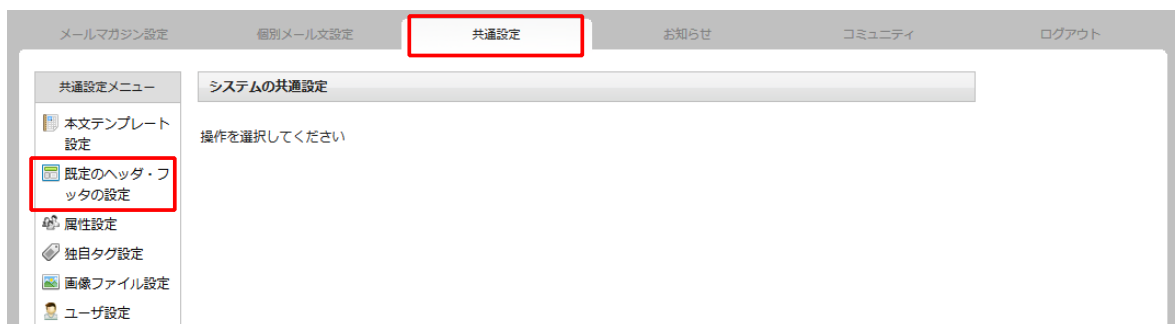 メールマガジン設定 個別メール文設定 共通設定 お知らせ コミュニティ ログアウト
共通設定メニュー
システムの共通設定
本文テンプレート
設定
操作を選択してください
既定のヘッダ・フ
ッタの設定
属性設定
独自タグ設定
画像ファイル設定
ユーザ設定